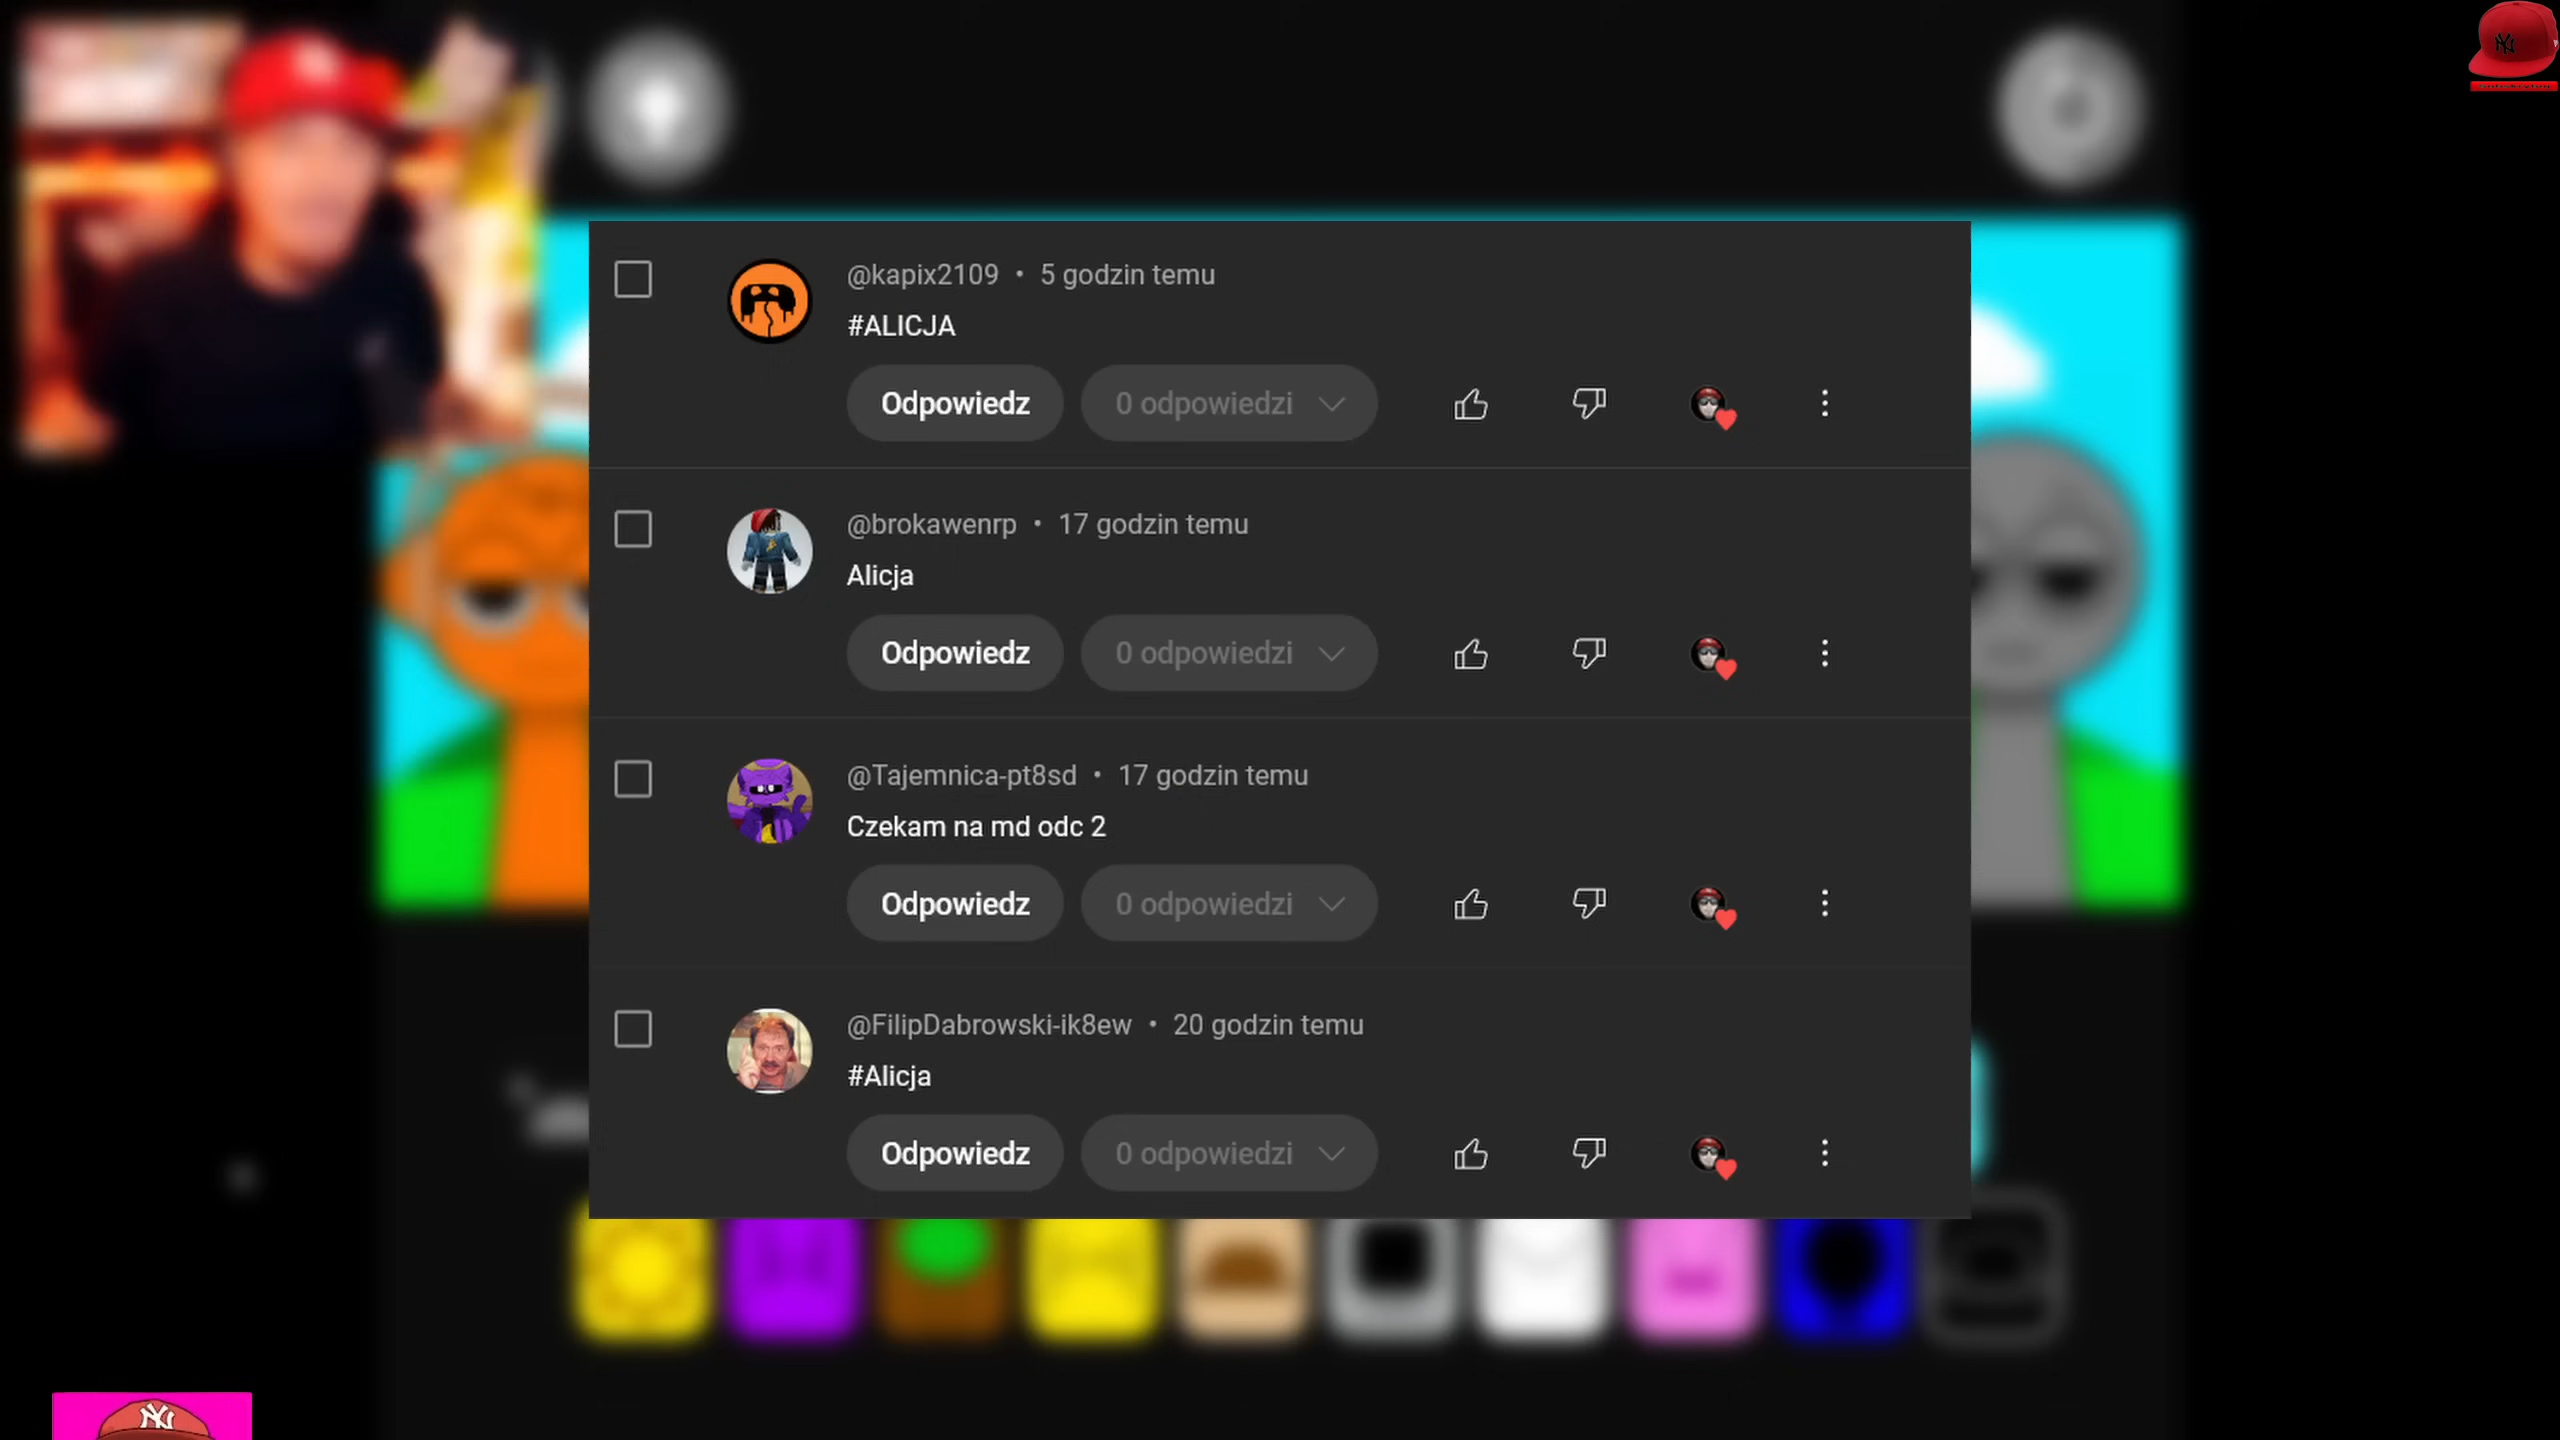 @kapix2109 • 5 godzin temu
#ALICJA
Odpowiedz 0 odpowiedzi
@brokawenrp • 17 godzin temu
Alicja
Odpowiedz 0 odpowiedzi
@Tajemnica-pt8sd • 17 godzin temu
Czekam na md odc 2
Odpowiedz 0 odpowiedzi
@FilipDabrowski-ik8ew • 20 godzin temu
#Alicja
Odpowiedz 0 odpowiedzi
NY
NY